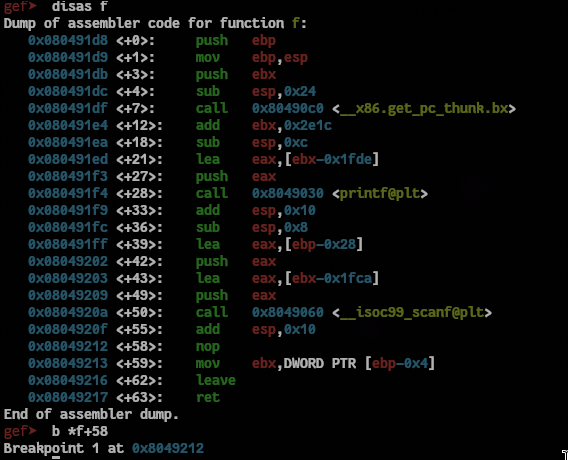 gef➤ disas f
Dump of assembler code for function f:
0x080491d8 <+0>: push ebp
0x080491d9 <+1>: mov ebp,esp
0x080491db <+3>: push ebx
0x080491dc <+4>: sub esp,0x24
0x080491df <+7>: call 0x80490c0 <__x86.get_pc_thunk.bx>
0x080491e4 <+12>: add ebx,0x2e1c
0x080491ea <+18>: sub esp,0xc
0x080491ed <+21>: lea eax,[ebx-0x1fde]
0x080491f3 <+27>: push eax
0x080491f4 <+28>: call 0x8049030 <printf@plt>
0x080491f9 <+33>: add esp,0x10
0x080491fc <+36>: sub esp,0x8
0x080491ff <+39>: lea eax,[ebp-0x28]
0x08049202 <+42>: push eax
0x08049203 <+43>: lea eax,[ebx-0x1fca]
0x08049209 <+49>: push eax
0x0804920a <+50>: call 0x8049060 <__isoc99_scanf@plt>
0x0804920f <+55>: add esp,0x10
0x08049212 <+58>: nop
0x08049213 <+59>: mov ebx,DWORD PTR [ebp-0x4]
0x08049216 <+62>: leave
0x08049217 <+63>: ret
End of assembler dump.
gef➤ b *f+58
Breakpoint 1 at 0x8049212